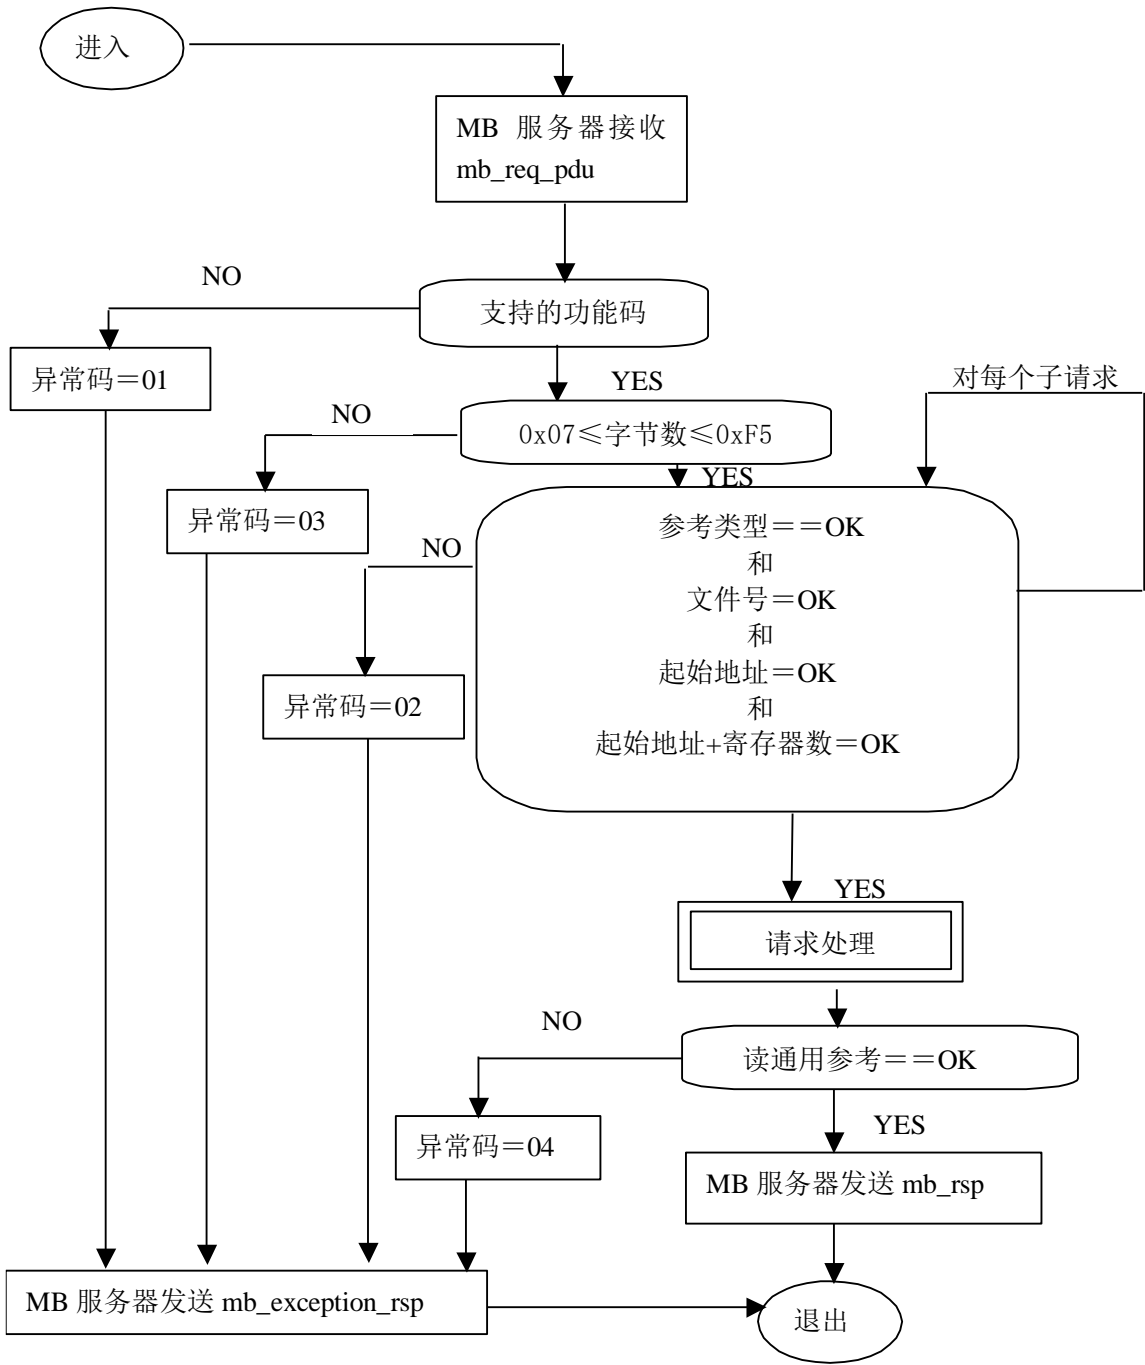 进入
MB 服务器接收
mb_req_pdu
NO
支持的功能码
异常码＝01
YES
对每个子请求
NO
0x07≤字节数≤0xF5
YES
异常码＝03
参考类型＝＝OK
NO
和
文件号＝OK
和
起始地址＝OK
异常码＝02
和
起始地址+寄存器数＝OK
YES
请求处理
NO
读通用参考＝＝OK
YES
异常码＝04
MB 服务器发送 mb_rsp
MB 服务器发送 mb_exception_rsp
退出